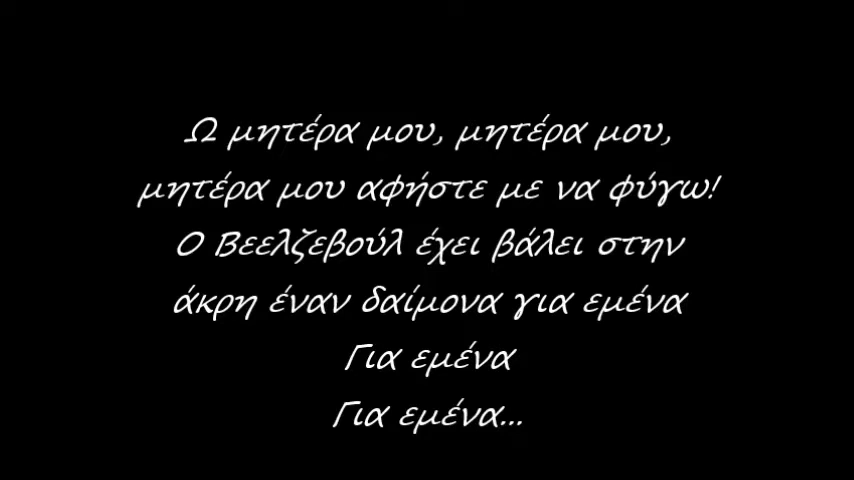 Ω μητέρα μου, μητέρα μου,
μητέρα μου αφήστε με να φύγω!
Ο Βεελζεβούλ έχει βάλει στην
άκρη έναν δαίμονα για εμένα
Για εμένα
Για εμένα...